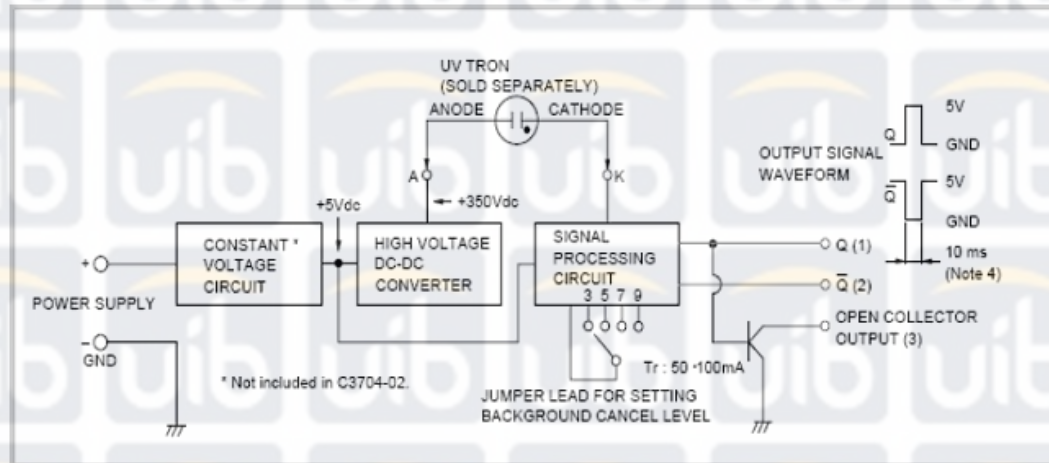 UV TRON
(SOLD SEPARATELY)
ANODE
CATHODE
A
K
+5Vdc
+350Vdc
OUTPUT SIGNAL
WAVEFORM
Q
5V
GND
Q̅
5V
GND
10 ms
(Note 4)
CONSTANT *
VOLTAGE
CIRCUIT
HIGH VOLTAGE
DC-DC
CONVERTER
SIGNAL
PROCESSING
CIRCUIT
3 5 7 9
Q (1)
Q̅ (2)
OPEN COLLECTOR
OUTPUT (3)
+
POWER SUPPLY
−
GND
* Not included in C3704-02.
Tr : 50 -100mA
JUMPER LEAD FOR SETTING
BACKGROUND CANCEL LEVEL
uib